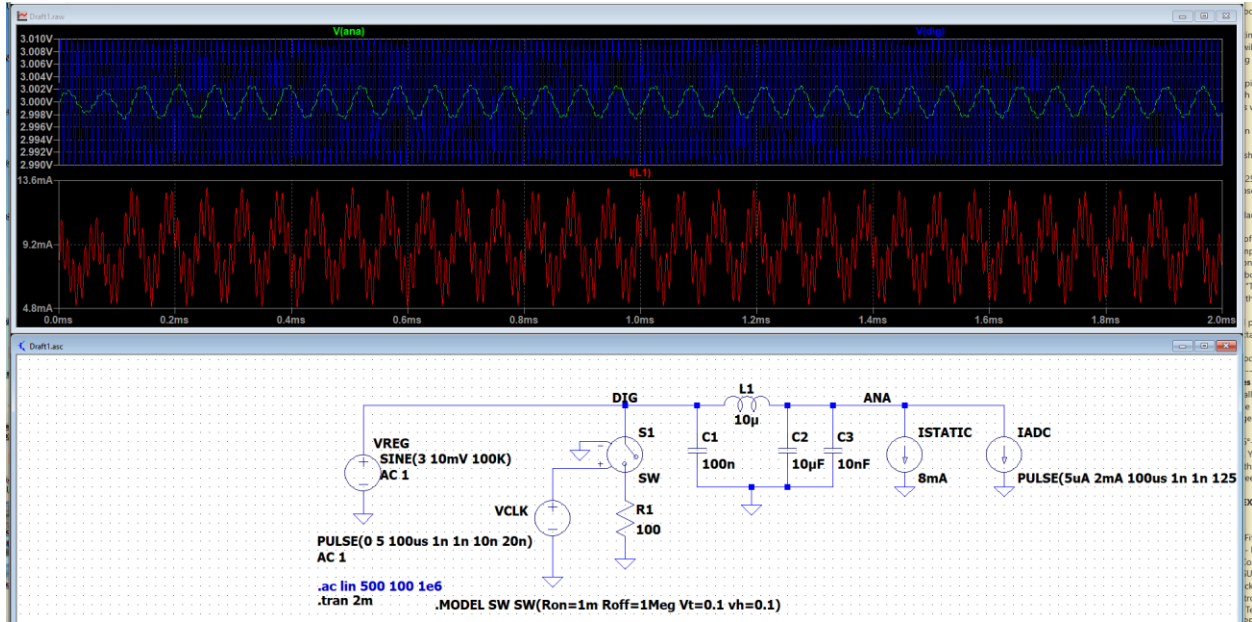 Draft1.raw
V(ana) V(dig)
3.010V
3.008V
3.006V
3.004V
3.002V
3.000V
2.998V
2.996V
2.994V
2.992V
2.990V
I(L1)
13.6mA
9.2mA
4.8mA
0.0ms 0.2ms 0.4ms 0.6ms 0.8ms 1.0ms 1.2ms 1.4ms 1.6ms 1.8ms 2.0ms
Draft1.asc
VREG
SINE(3 10mV 100K)
AC 1
DIG
S1
SW
VCLK
PULSE(0 5 100us 1n 1n 10n 20n)
AC 1
R1
100
C1
100n
L1
10µ
C2
10µF
C3
10nF
ANA
ISTATIC
8mA
IADC
PULSE(5uA 2mA 100us 1n 1n 125
.ac lin 500 100 1e6
.tran 2m
.MODEL SW SW(Ron=1m Roff=1Meg Vt=0.1 vh=0.1)